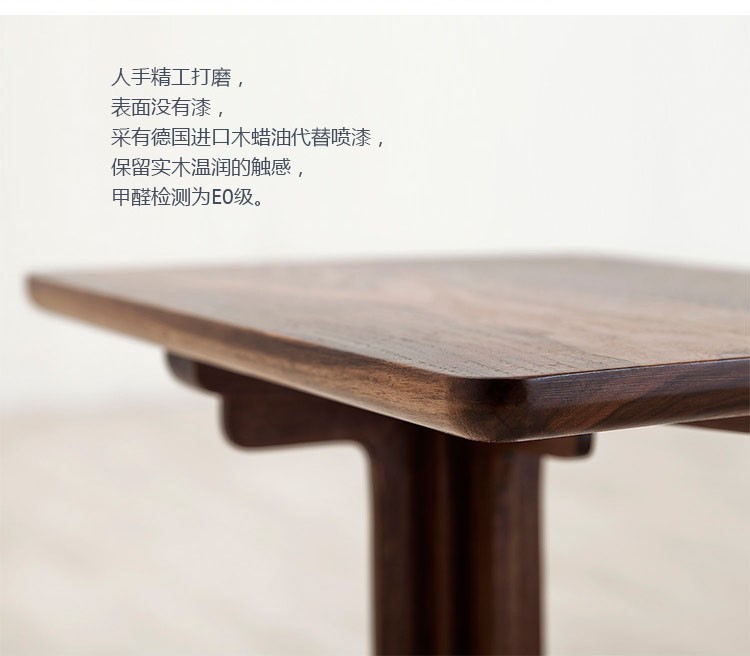 人手精工打磨，
表面没有漆，
采有德国进口木蜡油代替喷漆，
保留实木温润的触感，
甲醛检测为E0级。